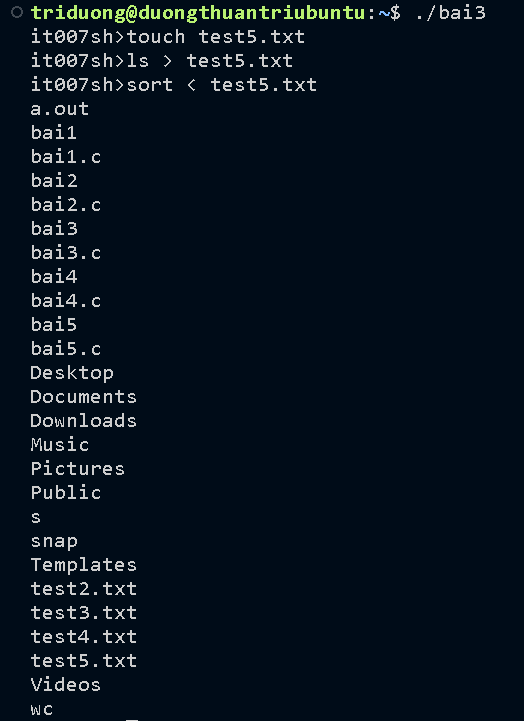 triduong@duongthuantriubuntu:~$ ./bai3
it007sh>touch test5.txt
it007sh>ls > test5.txt
it007sh>sort < test5.txt
a.out
bai1
bai1.c
bai2
bai2.c
bai3
bai3.c
bai4
bai4.c
bai5
bai5.c
Desktop
Documents
Downloads
Music
Pictures
Public
s
snap
Templates
test2.txt
test3.txt
test4.txt
test5.txt
Videos
wc